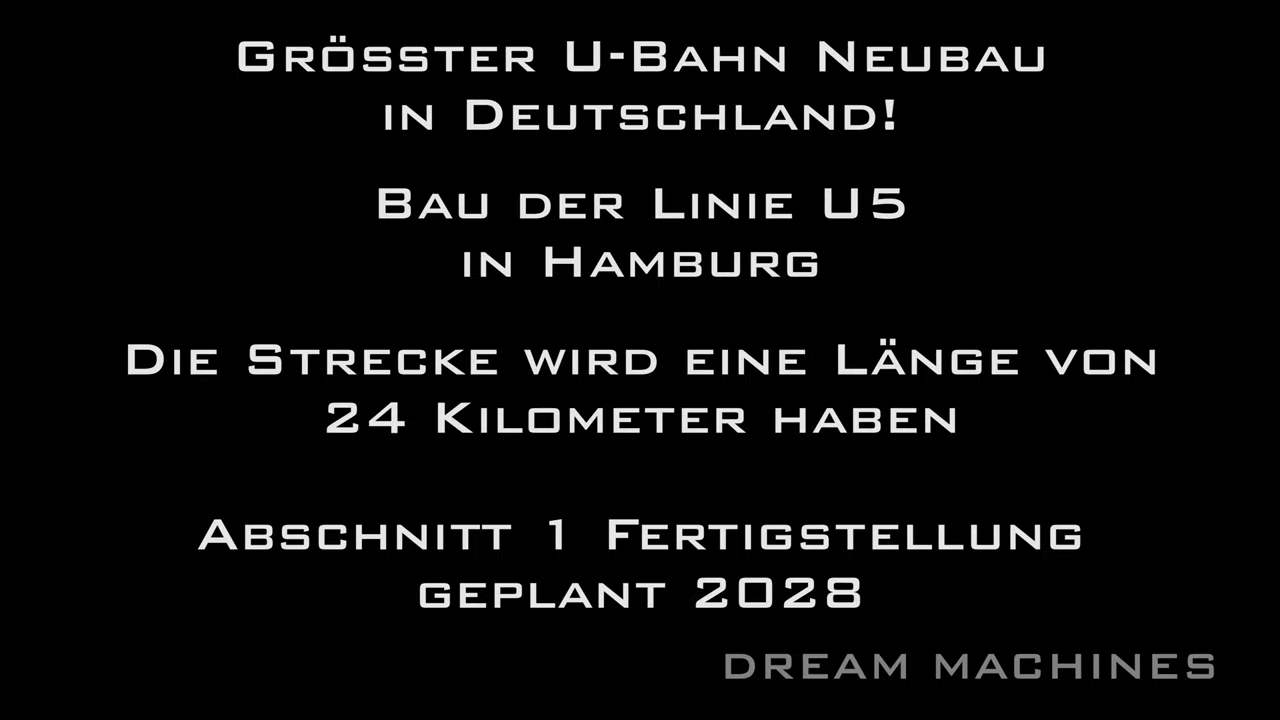 Grösster U-Bahn Neubau
in Deutschland!
Bau der Linie U5
in Hamburg
Die Strecke wird eine Länge von
24 Kilometer haben
Abschnitt 1 Fertigstellung
geplant 2028
DREAM MACHINES